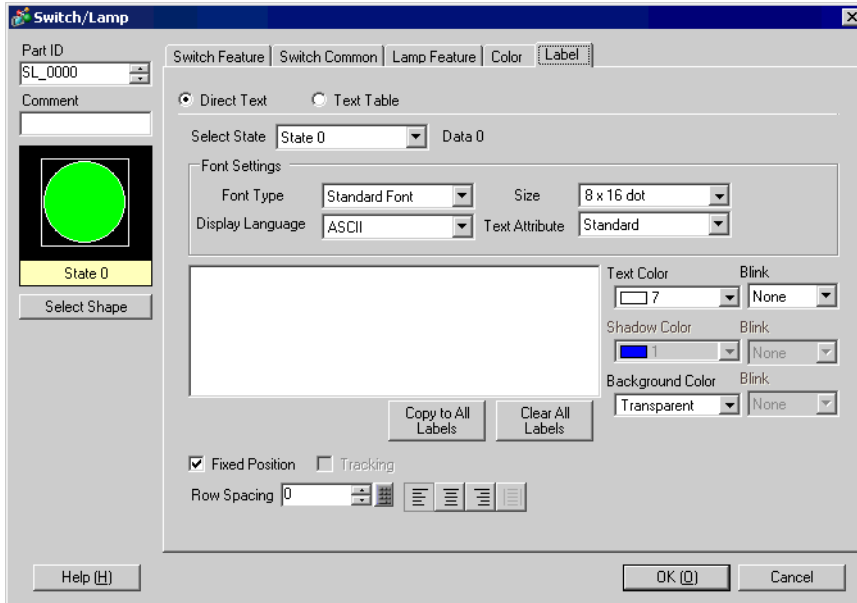 Switch/Lamp
Part ID
SL_0000
Comment
State 0
Select Shape
Switch Feature Switch Common Lamp Feature Color Label
Direct Text Text Table
Select State State 0 Data 0
Font Settings
Font Type Standard Font Size 8 x 16 dot
Display Language ASCII Text Attribute Standard
Text Color Blink
7 None
Shadow Color Blink
1 None
Background Color Blink
Transparent None
Copy to All
Labels
Clear All
Labels
Fixed Position Tracking
Row Spacing 0
Help (H) OK (O) Cancel